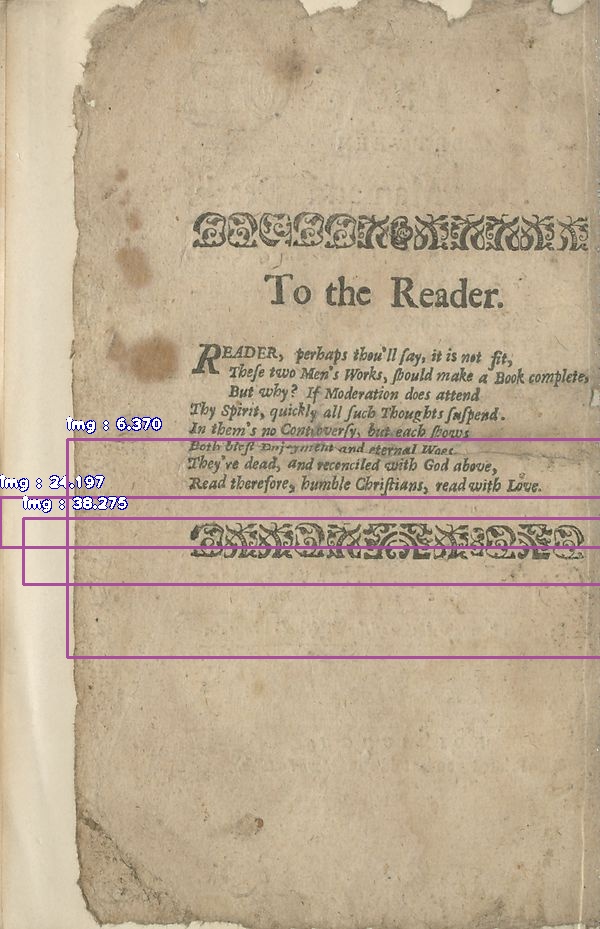 To the Reader.
READER, perhaps thou'll ſay, it is not fit,
Theſe two Men's Works, ſhould make a Book complete,
But why? If Moderation does attend
Thy Spirit, quickly all ſuch Thoughts ſuſpend.
In them's no Controverſy, but each ſhows
Both bleſt Enjoyment and eternal Woes.
They're dead, and reconciled with God above,
Read therefore, humble Chriſtians, read with Love.
img : 6.370
img : 24.197
img : 38.275